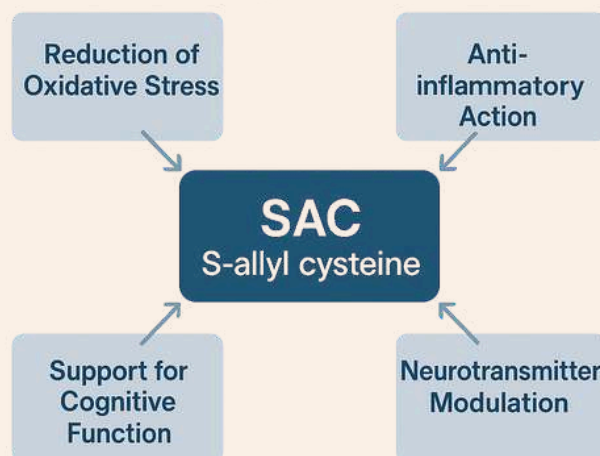 Reduction of
Oxidative Stress
Anti-
inflammatory
Action
SAC
S-allyl cysteine
Support for
Cognitive
Function
Neurotransmitter
Modulation